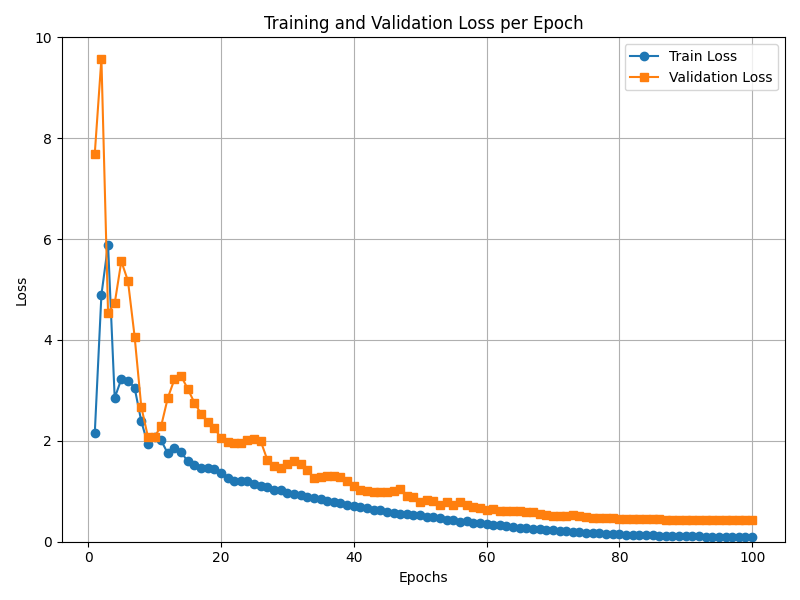 Training and Validation Loss per Epoch
Train Loss
Validation Loss
Loss
10
8
6
4
2
0
0 20 40 60 80 100
Epochs